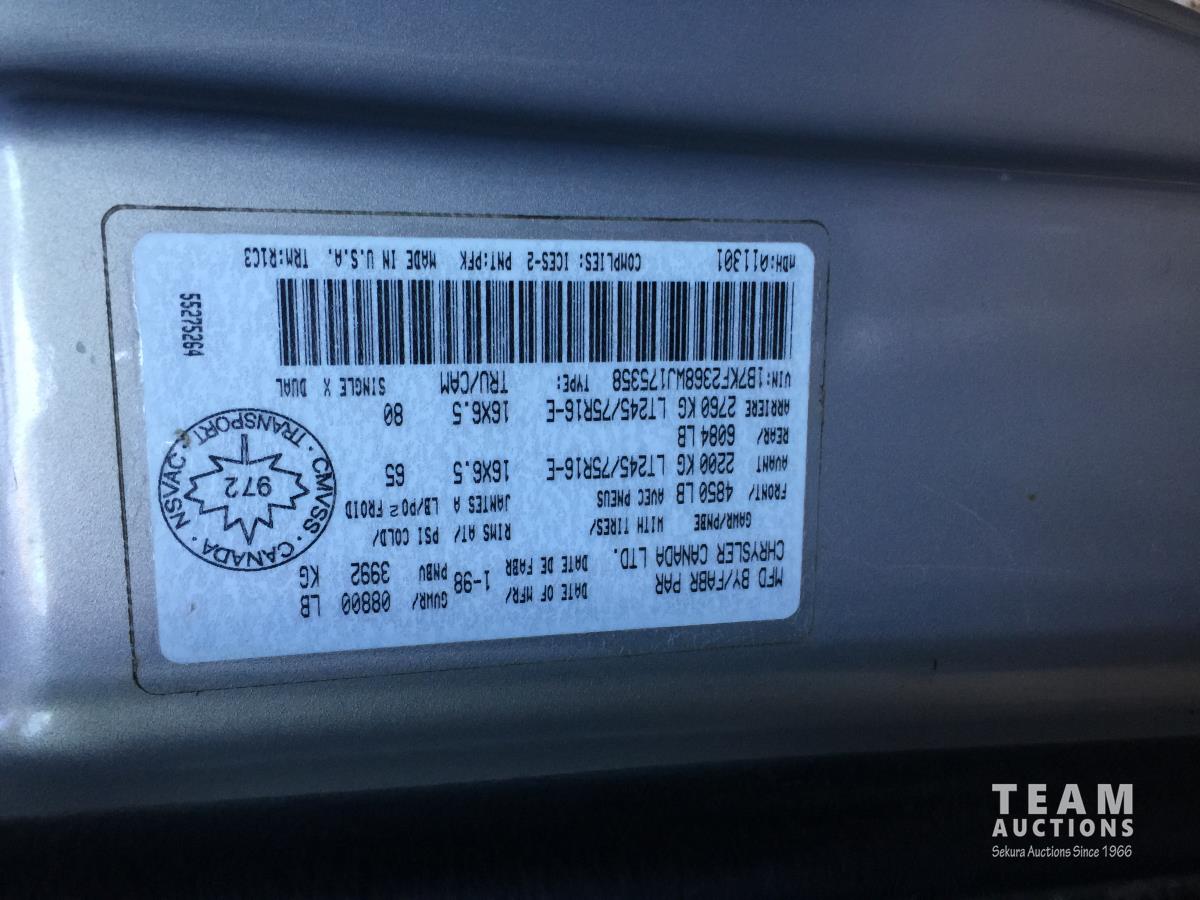 MFD BY/FABR PAR DATE OF MFR/ GVWR/ 08800 LB
CHRYSLER CANADA LTD. DATE DE FABR 1-98 PNBV 3992 KG
GAWR/PNBE WITH TIRES/ RIMS AT/ PSI COLD/
FRONT/ 4850 LB AVEC PNEUS JANTES A LB/PO² FROID
AVANT 2200 KG LT245/75R16-E 16X6.5 65
REAR/ 6084 LB
ARRIERE 2760 KG LT245/75R16-E 16X6.5 80
VIN: 1B7KF2368WJ175358 TYPE: TRU/CAM SINGLE X DUAL
MDH: 011301 COMPLIES: ICES-2 PNT: PFK MADE IN U.S.A. TRM: R1C3
55275264
CANADA · CMVSS · TRANSPORT · NSVAC ·
972
TEAM
AUCTIONS
Sekura Auctions Since 1966